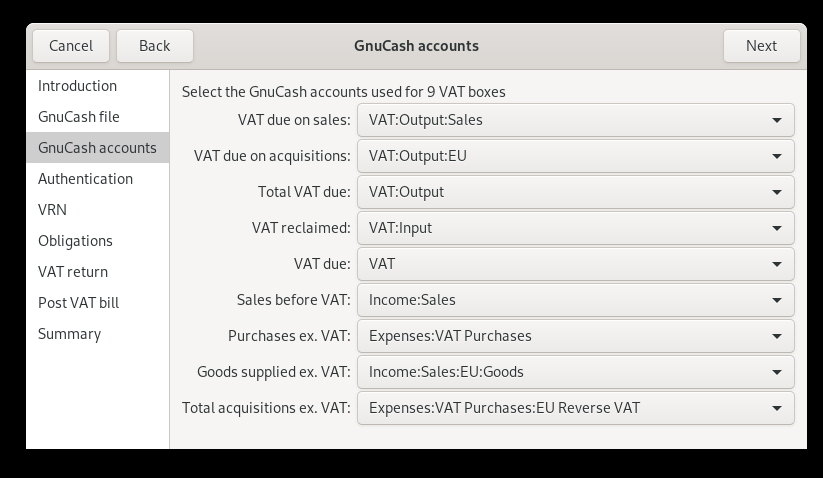 Cancel Back GnuCash accounts Next
Introduction
GnuCash file
GnuCash accounts
Authentication
VRN
Obligations
VAT return
Post VAT bill
Summary
Select the GnuCash accounts used for 9 VAT boxes
VAT due on sales: VAT:Output:Sales
VAT due on acquisitions: VAT:Output:EU
Total VAT due: VAT:Output
VAT reclaimed: VAT:Input
VAT due: VAT
Sales before VAT: Income:Sales
Purchases ex. VAT: Expenses:VAT Purchases
Goods supplied ex. VAT: Income:Sales:EU:Goods
Total acquisitions ex. VAT: Expenses:VAT Purchases:EU Reverse VAT